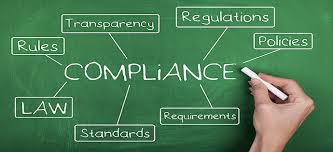 Transparency
Regulations
Rules
Policies
COMPLiANCE
LAW
Requirements
Standards